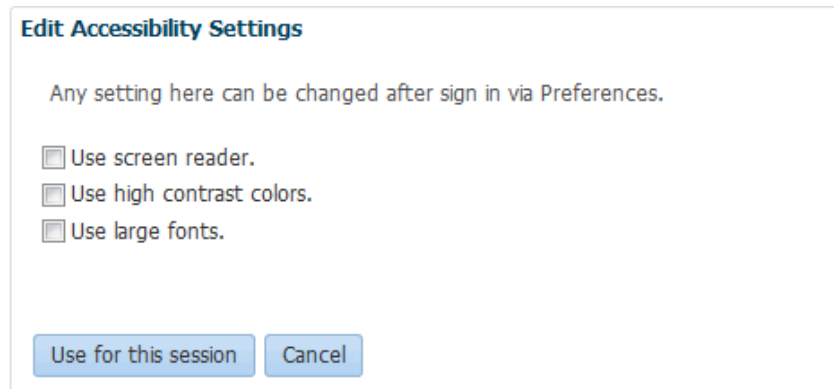 Edit Accessibility Settings
Any setting here can be changed after sign in via Preferences.
Use screen reader.
Use high contrast colors.
Use large fonts.
Use for this session
Cancel